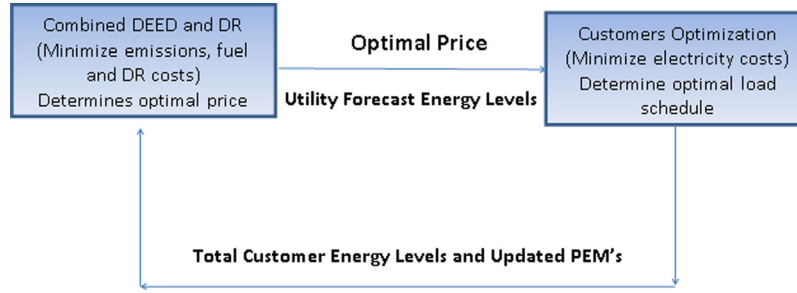 Combined DEED and DR
(Minimize emissions, fuel
and DR costs)
Determines optimal price
Optimal Price
Utility Forecast Energy Levels
Customers Optimization
(Minimize electricity costs)
Determine optimal load
schedule
Total Customer Energy Levels and Updated PEM's